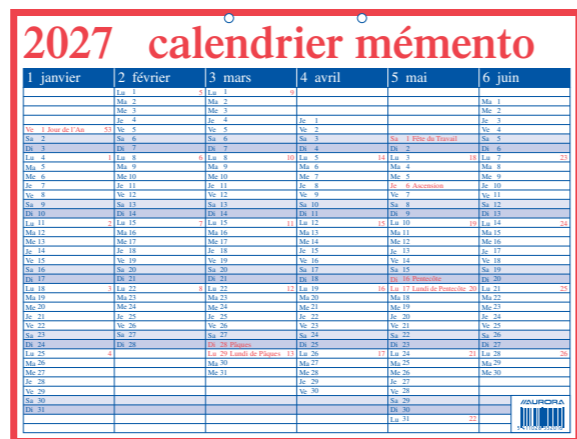 2027 calendrier mémento
1 janvier 2 février 3 mars 4 avril 5 mai 6 juin
Lu 1 5 Lu 1 9
Ma 2 Ma 2 Ma 1
Me 3 Me 3 Me 2
Je 4 Je 4 Je 1 Je 3
Ve 1 Jour de l'An 53 Ve 5 Ve 5 Ve 2 Ve 4
Sa 2 Sa 6 Sa 6 Sa 3 Sa 1 Fête du Travail Sa 5
Di 3 Di 7 Di 7 Di 4 Di 2 Di 6
Lu 4 1 Lu 8 6 Lu 8 10 Lu 5 14 Lu 3 18 Lu 7 23
Ma 5 Ma 9 Ma 9 Ma 6 Ma 4 Ma 8
Me 6 Me 10 Me 10 Me 7 Me 5 Me 9
Je 7 Je 11 Je 11 Je 8 Je 6 Ascension Je 10
Ve 8 Ve 12 Ve 12 Ve 9 Ve 7 Ve 11
Sa 9 Sa 13 Sa 13 Sa 10 Sa 8 Sa 12
Di 10 Di 14 Di 14 Di 11 Di 9 Di 13
Lu 11 2 Lu 15 7 Lu 15 11 Lu 12 15 Lu 10 19 Lu 14 24
Ma 12 Ma 16 Ma 16 Ma 13 Ma 11 Ma 15
Me 13 Me 17 Me 17 Me 14 Me 12 Me 16
Je 14 Je 18 Je 18 Je 15 Je 13 Je 17
Ve 15 Ve 19 Ve 19 Ve 16 Ve 14 Ve 18
Sa 16 Sa 20 Sa 20 Sa 17 Sa 15 Sa 19
Di 17 Di 21 Di 21 Di 18 Di 16 Pentecôte Di 20
Lu 18 3 Lu 22 8 Lu 22 12 Lu 19 16 Lu 17 Lundi de Pentecôte 20 Lu 21 25
Ma 19 Ma 23 Ma 23 Ma 20 Ma 18 Ma 22
Me 20 Me 24 Me 24 Me 21 Me 19 Me 23
Je 21 Je 25 Je 25 Je 22 Je 20 Je 24
Ve 22 Ve 26 Ve 26 Ve 23 Ve 21 Ve 25
Sa 23 Sa 27 Sa 27 Sa 24 Sa 22 Sa 26
Di 24 Di 28 Di 28 Pâques Di 25 Di 23 Di 27
Lu 25 4 Lu 29 Lundi de Pâques 13 Lu 26 17 Lu 24 21 Lu 28 26
Ma 26 Ma 30 Ma 27 Ma 25 Ma 29
Me 27 Me 31 Me 28 Me 26 Me 30
Je 28 Je 29 Je 27
Ve 29 Ve 30 Ve 28
Sa 30 Sa 29
Di 31 Di 30
Lu 31 22
AURORA